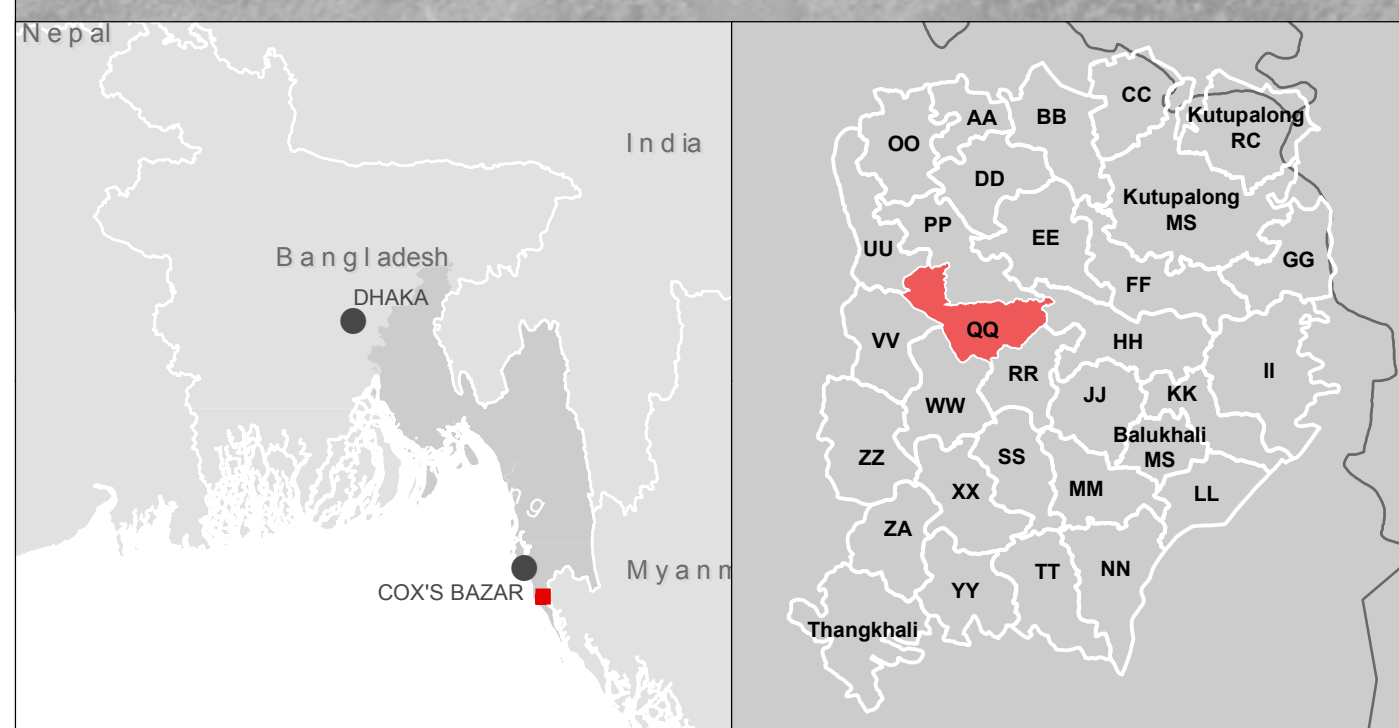 Nepal
India
Bangladesh
DHAKA
ng
COX'S BAZAR
Myanm
CC
AA
BB
Kutupalong
RC
OO
DD
Kutupalong
MS
PP
EE
UU
GG
FF
QQ
VV
HH
RR
II
JJ
KK
WW
Balukhali
MS
ZZ
SS
XX
MM
LL
ZA
TT
NN
YY
Thangkhali